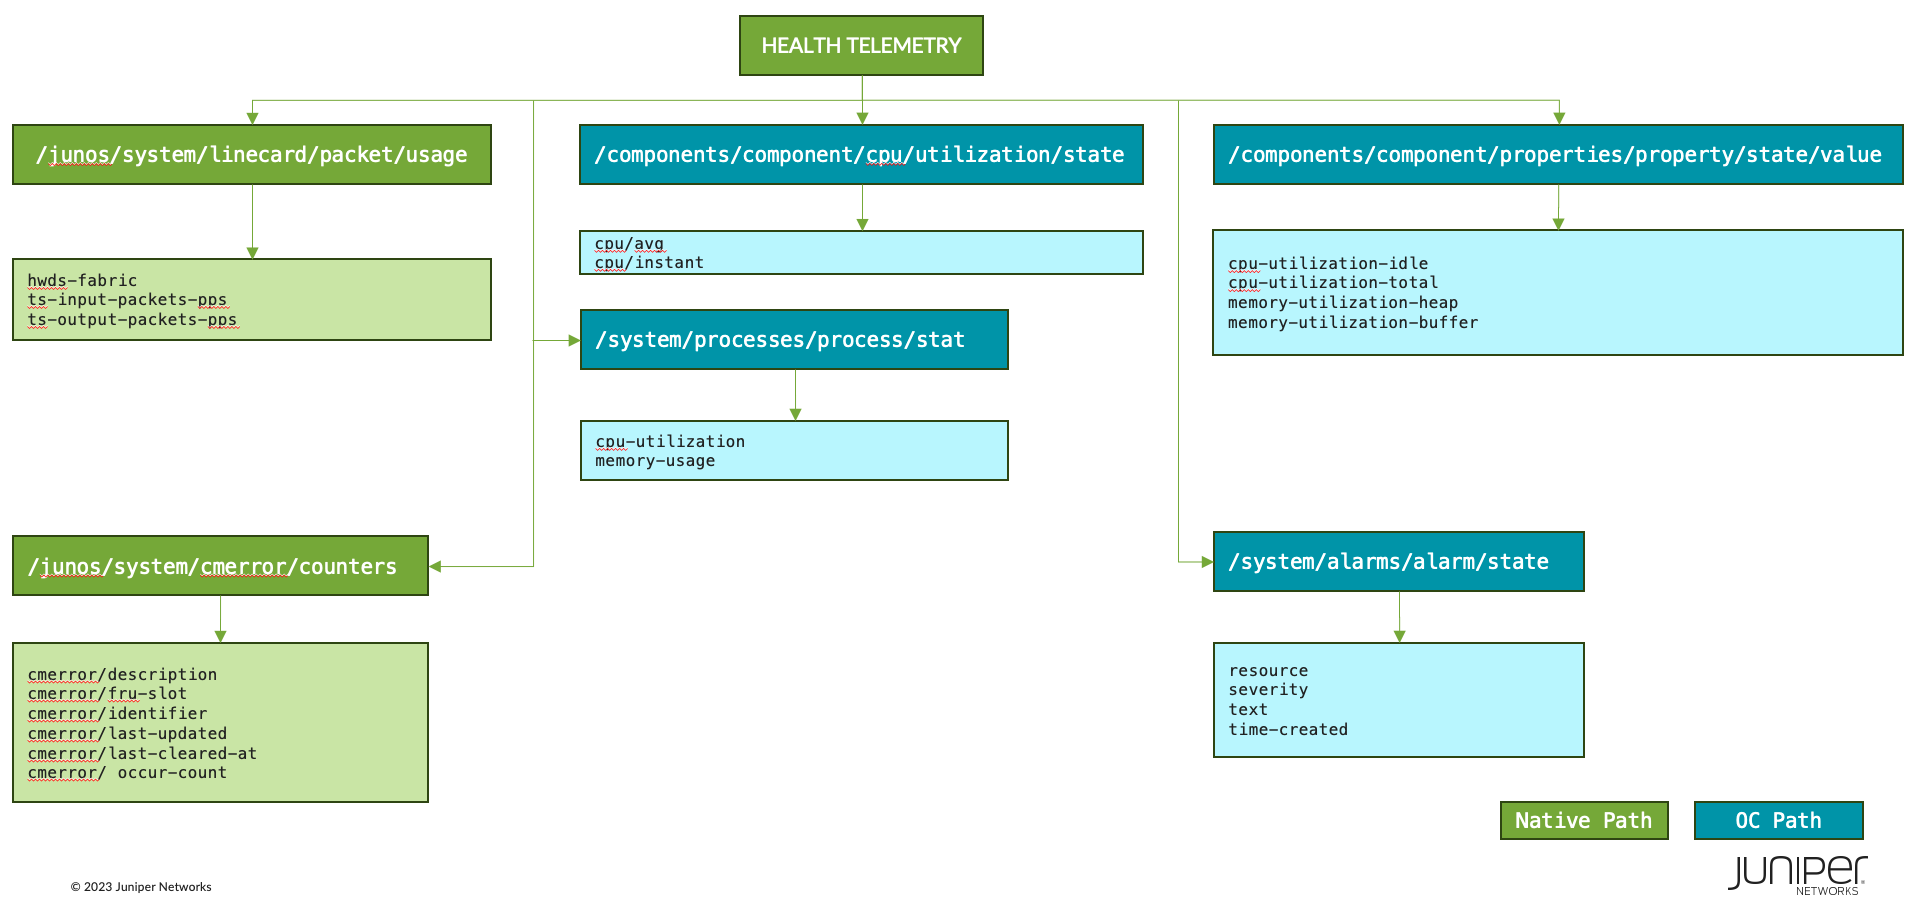 HEALTH TELEMETRY
/junos/system/linecard/packet/usage
/components/component/cpu/utilization/state
/components/component/properties/property/state/value
hwds-fabric
ts-input-packets-pps
ts-output-packets-pps
cpu/avg
cpu/instant
cpu-utilization-idle
cpu-utilization-total
memory-utilization-heap
memory-utilization-buffer
/system/processes/process/stat
cpu-utilization
memory-usage
/junos/system/cmerror/counters
/system/alarms/alarm/state
cmerror/description
cmerror/fru-slot
cmerror/identifier
cmerror/last-updated
cmerror/last-cleared-at
cmerror/ occur-count
resource
severity
text
time-created
Native Path
OC Path
© 2023 Juniper Networks
JUNIPEr
NETWORKS